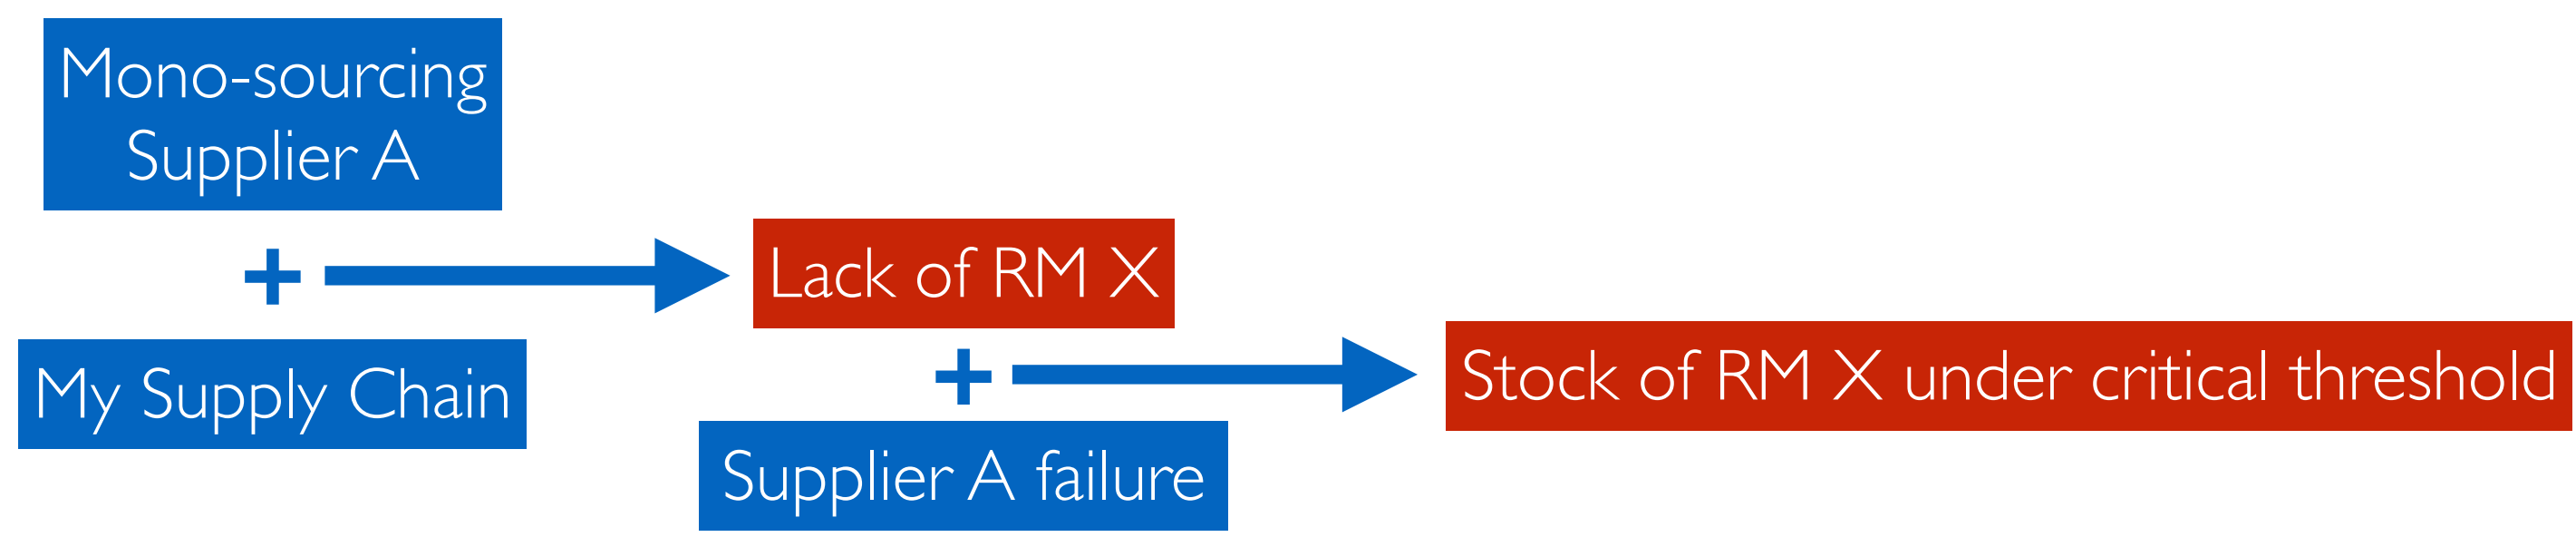 Mono-sourcing
Supplier A
+
My Supply Chain
Lack of RM X
+
Supplier A failure
Stock of RM X under critical threshold